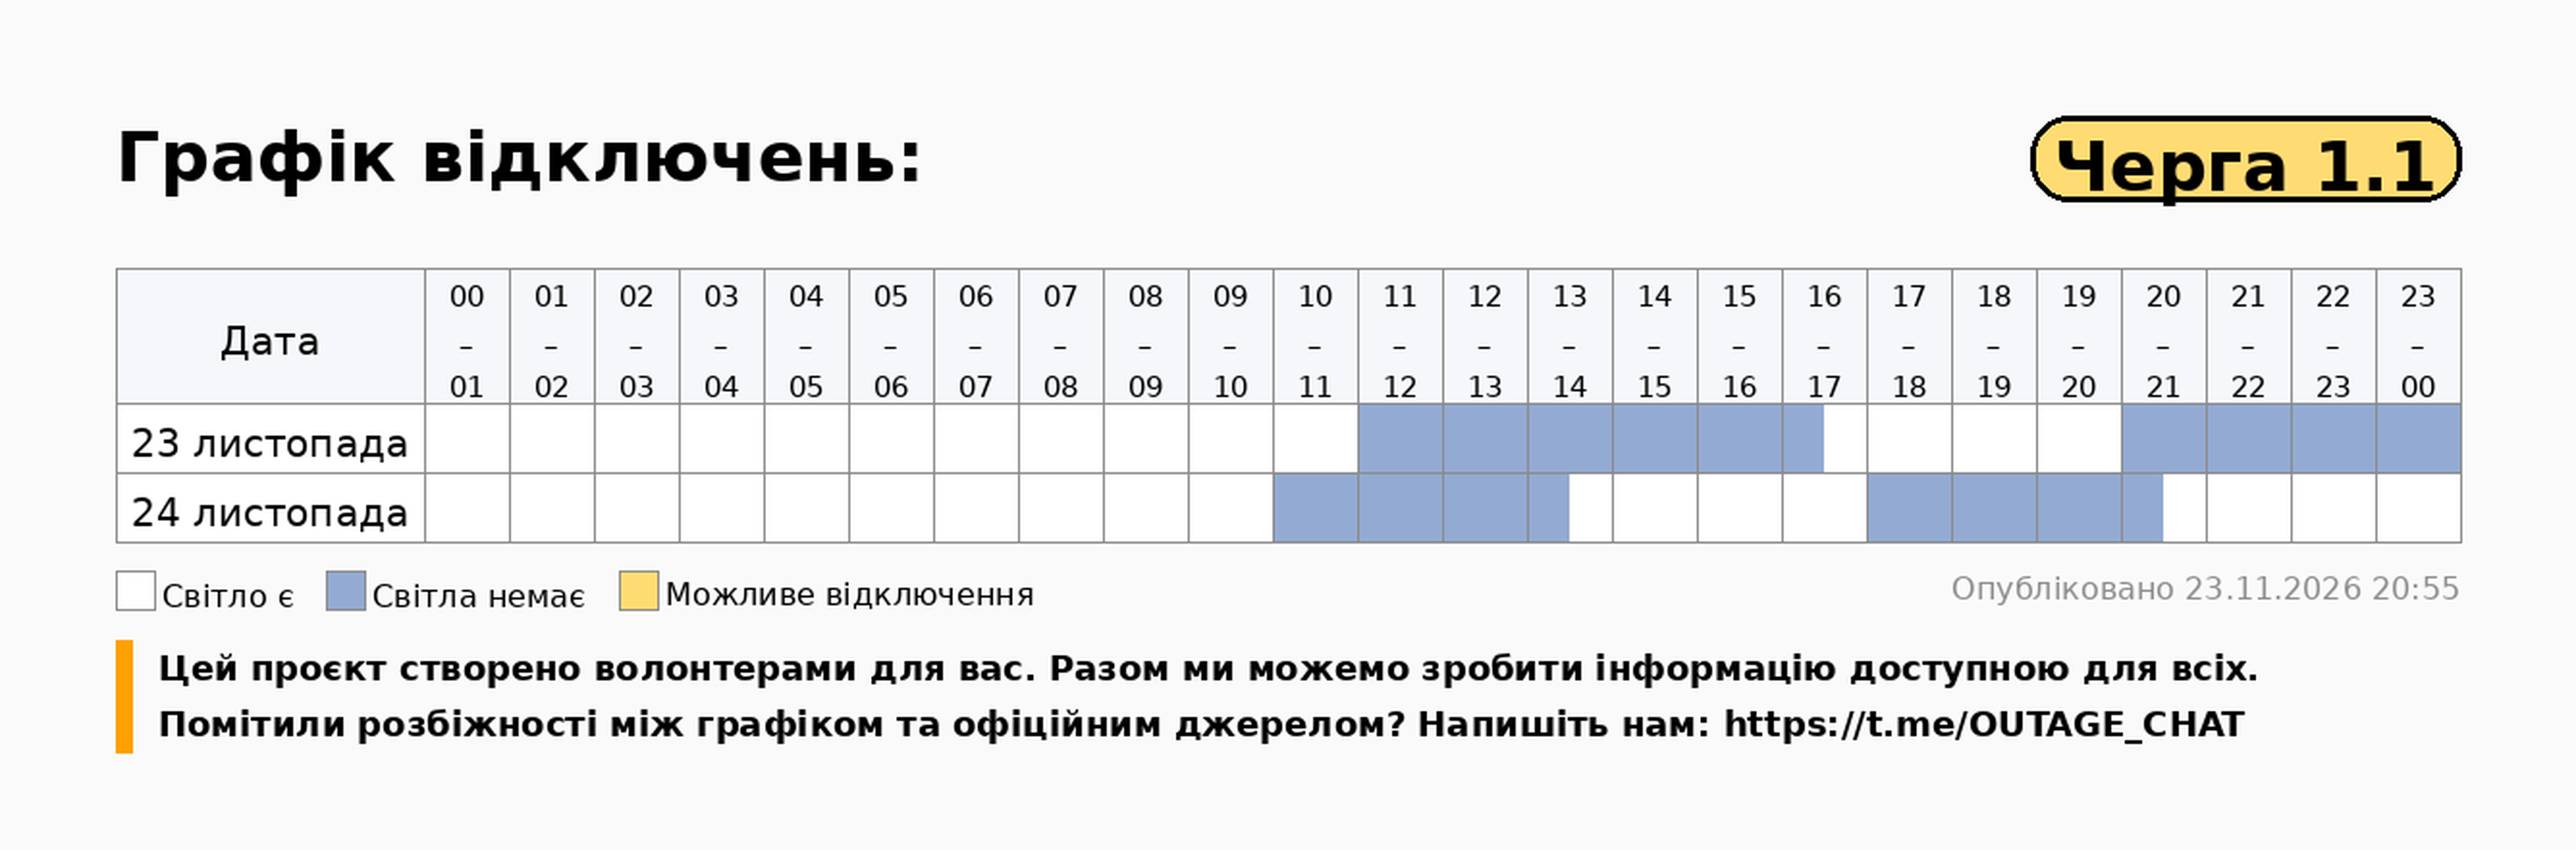 Графік відключень:
Черга 1.1
Дата 00 – 01 01 – 02 02 – 03 03 – 04 04 – 05 05 – 06 06 – 07 07 – 08 08 – 09 09 – 10 10 – 11 11 – 12 12 – 13 13 – 14 14 – 15 15 – 16 16 – 17 17 – 18 18 – 19 19 – 20 20 – 21 21 – 22 22 – 23 23 – 00
23 листопада
24 листопада
Світло є Світла немає Можливе відключення
Опубліковано 23.11.2026 20:55
Цей проєкт створено волонтерами для вас. Разом ми можемо зробити інформацію доступною для всіх.
Помітили розбіжності між графіком та офіційним джерелом? Напишіть нам: https://t.me/OUTAGE_CHAT